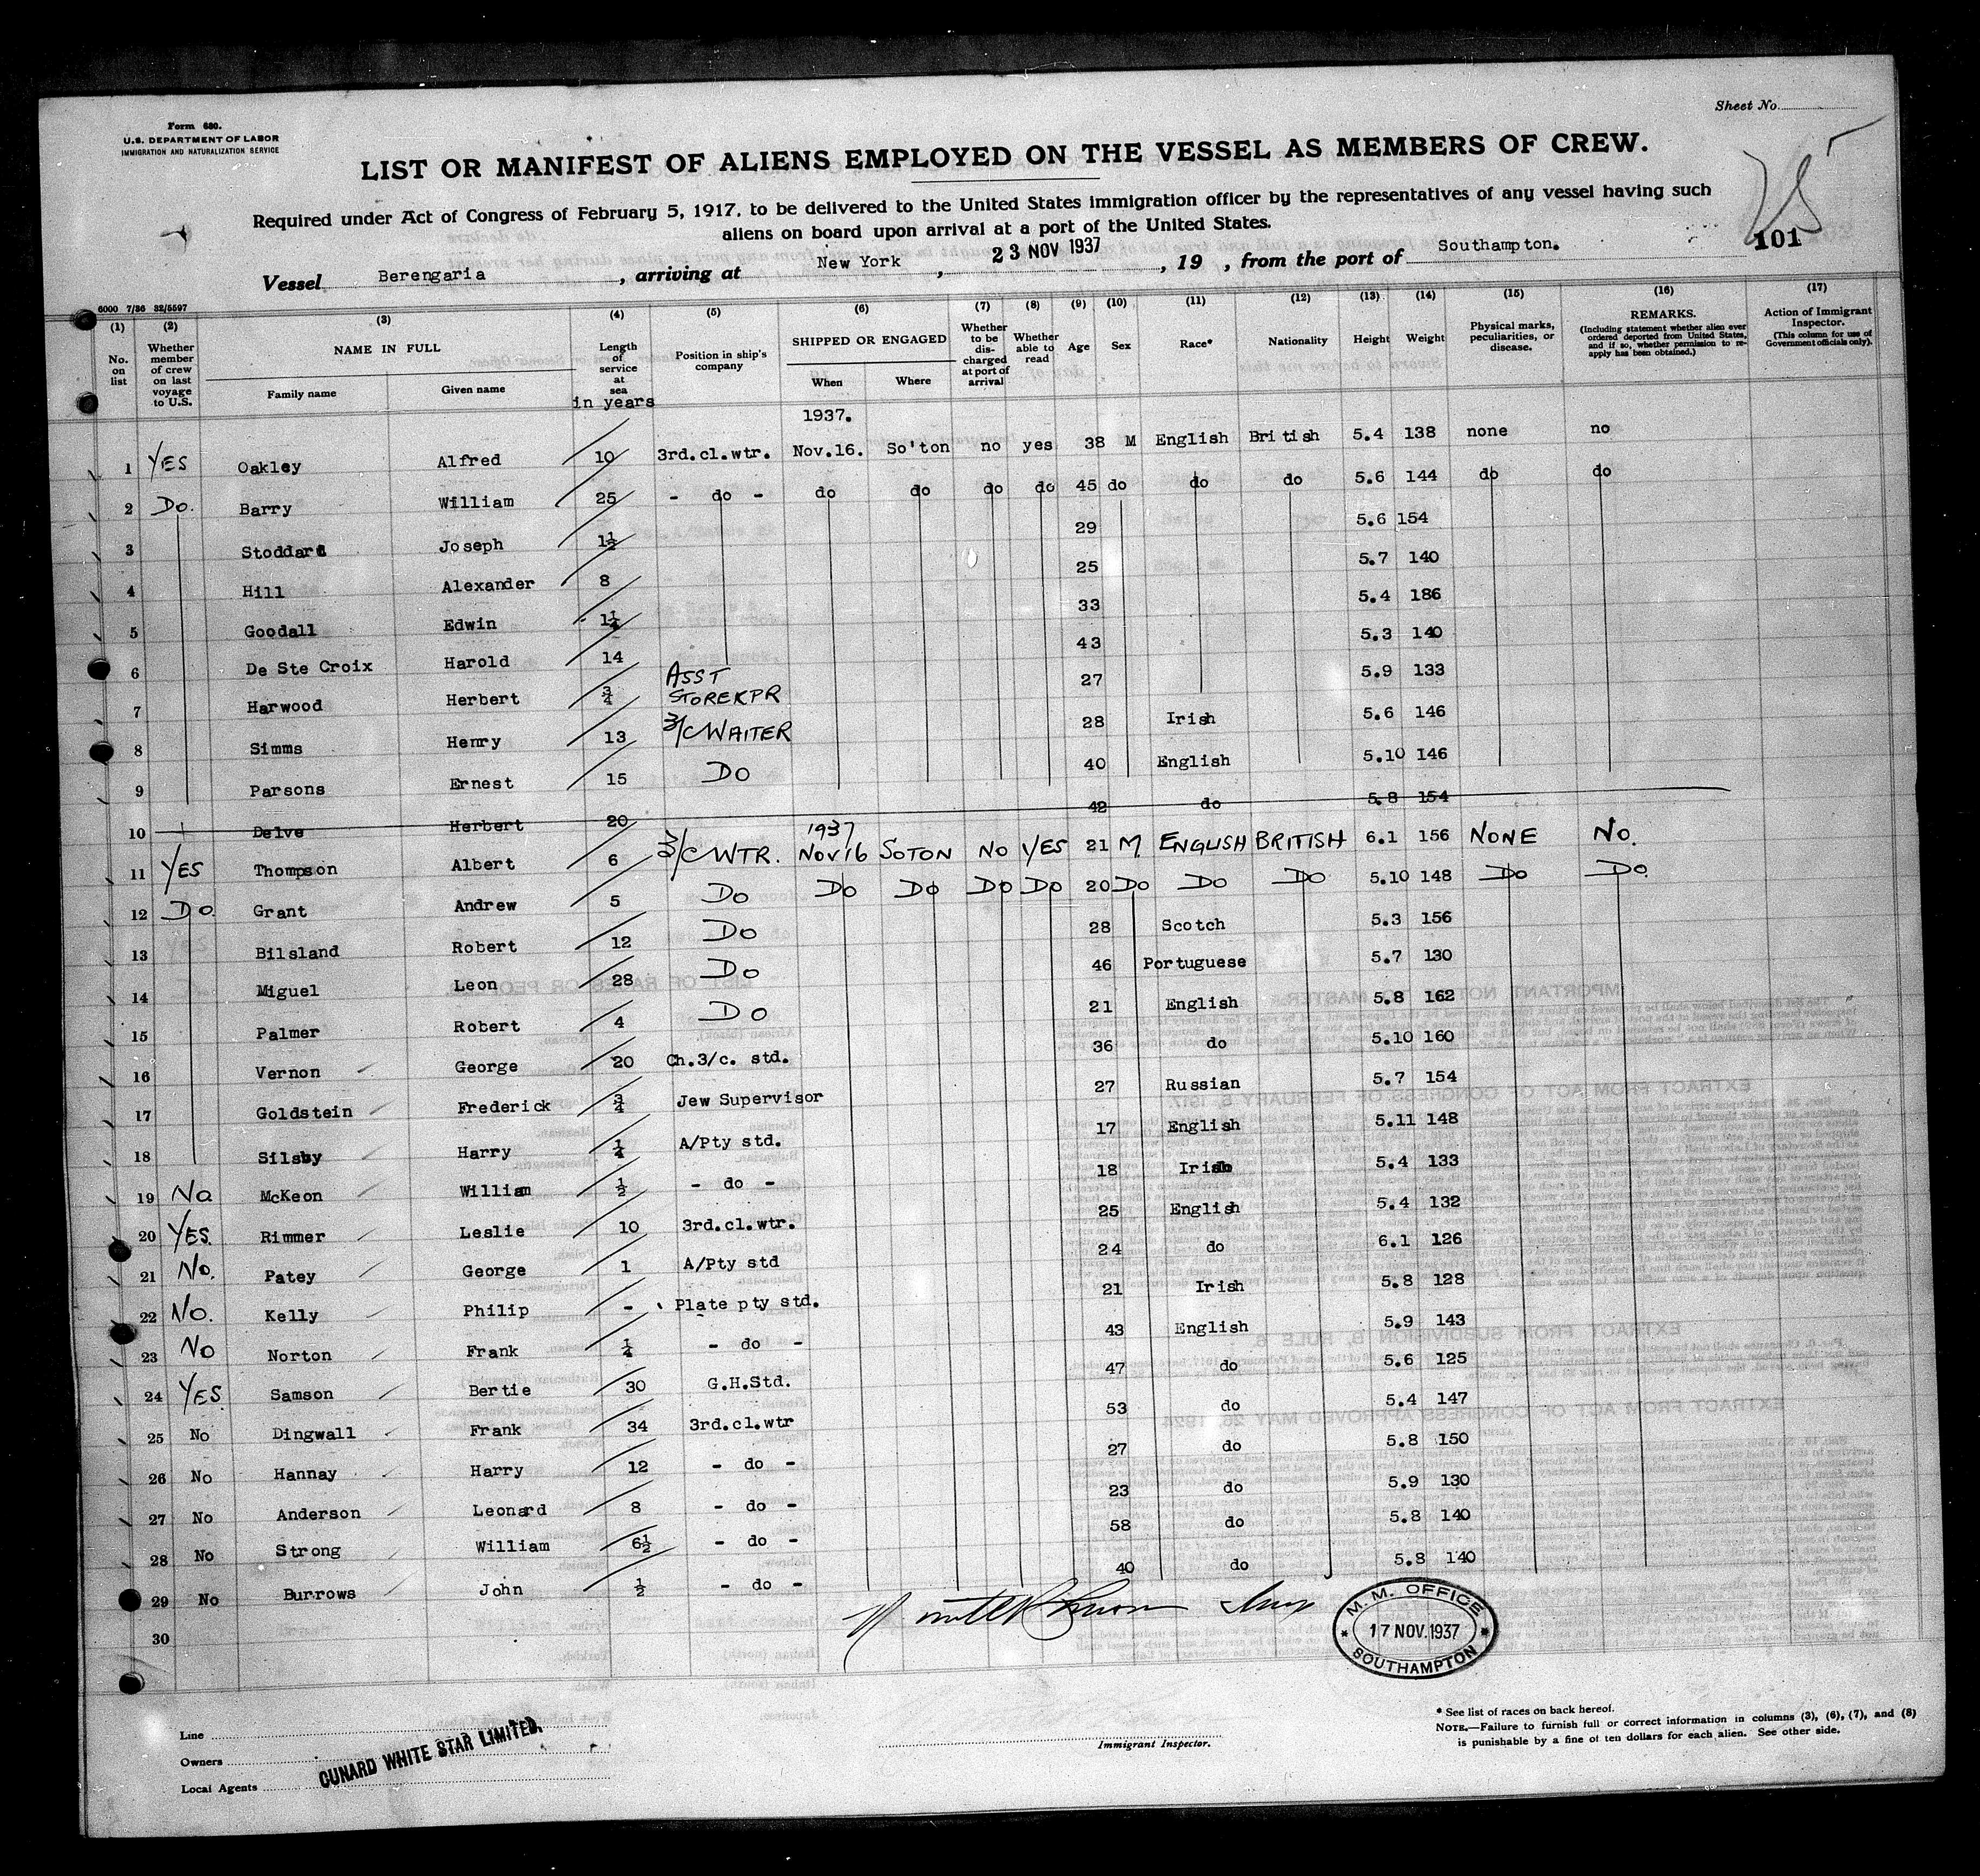 Sheet No.
Form 680.
U.S. DEPARTMENT OF LABOR
IMMIGRATION AND NATURALIZATION SERVICE
LIST OR MANIFEST OF ALIENS EMPLOYED ON THE VESSEL AS MEMBERS OF CREW.
Required under Act of Congress of February 5, 1917, to be delivered to the United States immigration officer by the representatives of any vessel having such
aliens on board upon arrival at a port of the United States.
101
Vessel Berengaria , arriving at New York , 23 NOV 1937 , 19 , from the port of Southampton.
6000 7/36 32/5597
(1) (2) (3) (4) (5) (6) (7) (8) (9) (10) (11) (12) (13) (14) (15) (16) (17)
No. on list
Whether member of crew on last voyage to U.S.
NAME IN FULL
Family name Given name
Length of service at sea in years
Position in ship's company
SHIPPED OR ENGAGED
When Where
Whether to be discharged at port of arrival
Whether able to read
Age Sex Race* Nationality Height Weight
Physical marks, peculiarities, or disease.
REMARKS.
(Including statement whether alien ever ordered deported from United States, and if so, whether permission to re-apply has been obtained.)
Action of Immigrant Inspector.
(This column for use of Government officials only).
1937.
1 YES Oakley Alfred 10 3rd.cl.wtr. Nov.16. So'ton no yes 38 M English British 5.4 138 none no
2 Do. Barry William 25 - do - do do do do 45 do do do 5.6 144 do do
3 Stoddart Joseph 1½ 29 5.6 154
4 Hill Alexander 8 25 5.7 140
5 Goodall Edwin 1¼ 33 5.4 186
6 De Ste Croix Harold 14 43 5.3 140
7 Harwood Herbert ¾ ASST STOREKPR 27 5.9 133
8 Simms Henry 13 3/C WAITER 28 Irish 5.6 146
9 Parsons Ernest 15 DO 40 English 5.10 146
10 Delve Herbert 20 42 do 5.8 154
1937
11 YES Thompson Albert 6 3/C WTR. NOV 16 SOTON NO YES 21 M ENGLISH BRITISH 6.1 156 NONE NO.
12 DO. Grant Andrew 5 DO DO DO DO DO 20 DO DO DO 5.10 148 DO DO
13 Bilsland Robert 12 DO 28 Scotch 5.3 156
14 Miguel Leon 28 DO 46 Portuguese 5.7 130
15 Palmer Robert 4 DO 21 English 5.8 162
16 Vernon George 20 Ch.3/c. std. 36 do 5.10 160
17 Goldstein Frederick ¾ Jew Supervisor 27 Russian 5.7 154
18 Silsby Harry ¼ A/Pty std. 17 English 5.11 148
19 No McKeon William ½ - do - 18 Irish 5.4 133
20 YES. Rimmer Leslie 10 3rd.cl.wtr. 25 English 5.4 132
21 No. Patey George 1 A/Pty std 24 do 6.1 126
22 No. Kelly Philip - Plate pty std. 21 Irish 5.8 128
23 No Norton Frank ¼ - do - 43 English 5.9 143
24 YES Samson Bertie 30 G.H.Std. 47 do 5.6 125
25 No Dingwall Frank 34 3rd.cl.wtr 53 do 5.4 147
26 No Hannay Harry 12 - do - 27 do 5.8 150
27 No Anderson Leonard 8 - do - 23 do 5.9 130
28 No Strong William 6½ - do - 58 do 5.8 140
29 No Burrows John ½ - do - 40 do 5.8 140
30
M. M. OFFICE
17 NOV. 1937
SOUTHAMPTON
Line
Owners
Local Agents
CUNARD WHITE STAR LIMITED.
Immigrant Inspector.
* See list of races on back hereof.
NOTE.—Failure to furnish full or correct information in columns (3), (6), (7), and (8)
is punishable by a fine of ten dollars for each alien. See other side.